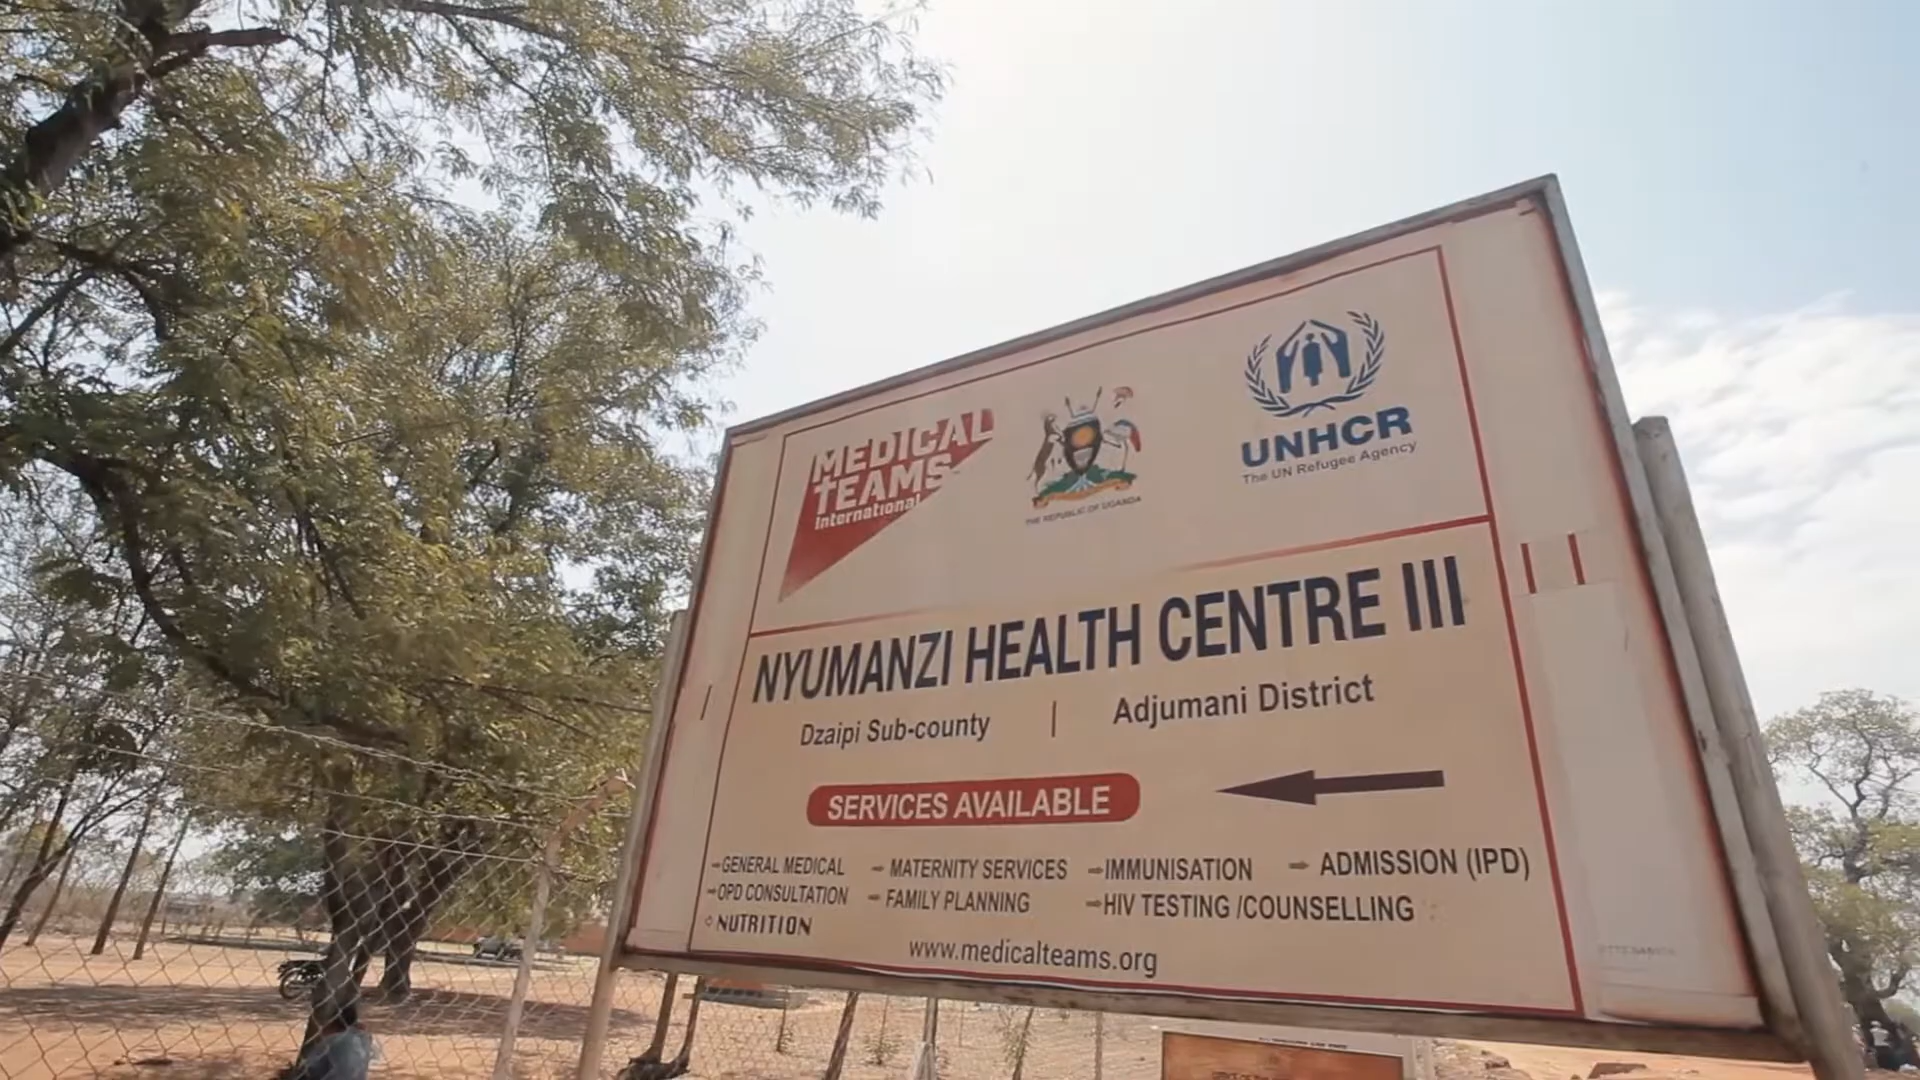 MEDICAL
TEAMS
International
THE REPUBLIC OF UGANDA
UNHCR
The UN Refugee Agency
NYUMANZI HEALTH CENTRE III
Dzaipi Sub-county | Adjumani District
SERVICES AVAILABLE
GENERAL MEDICAL MATERNITY SERVICES IMMUNISATION ADMISSION (IPD)
OPD CONSULTATION FAMILY PLANNING HIV TESTING /COUNSELLING
NUTRITION
www.medicalteams.org